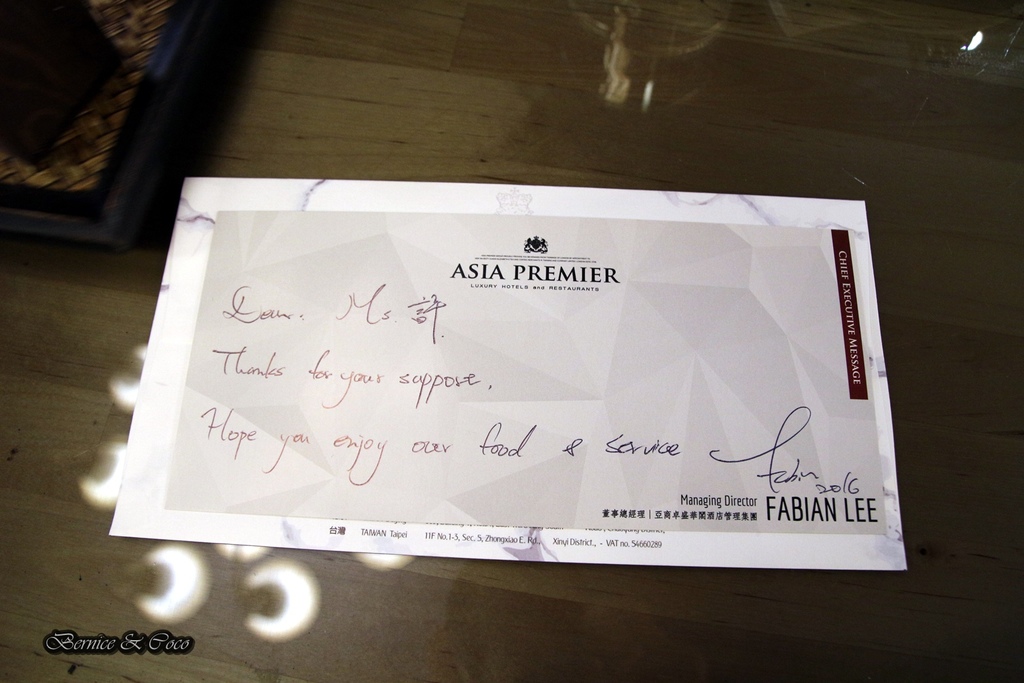 ASIA PREMIER
LUXURY HOTELS and RESTAURANTS
CHIEF EXECUTIVE MESSAGE
Dear. Ms. 許.
Thanks for your suppost,
Hope you enjoy our food & service
Fabian 2016
Managing Director FABIAN LEE
董事總經理 | 亞商卓盛華閣酒店管理集團
台灣 TAIWAN Taipei 11F No.1-3, Sec. 5, Zhongxiao E. Rd., Xinyi District., - VAT no. 54660289
Bernice & Coco